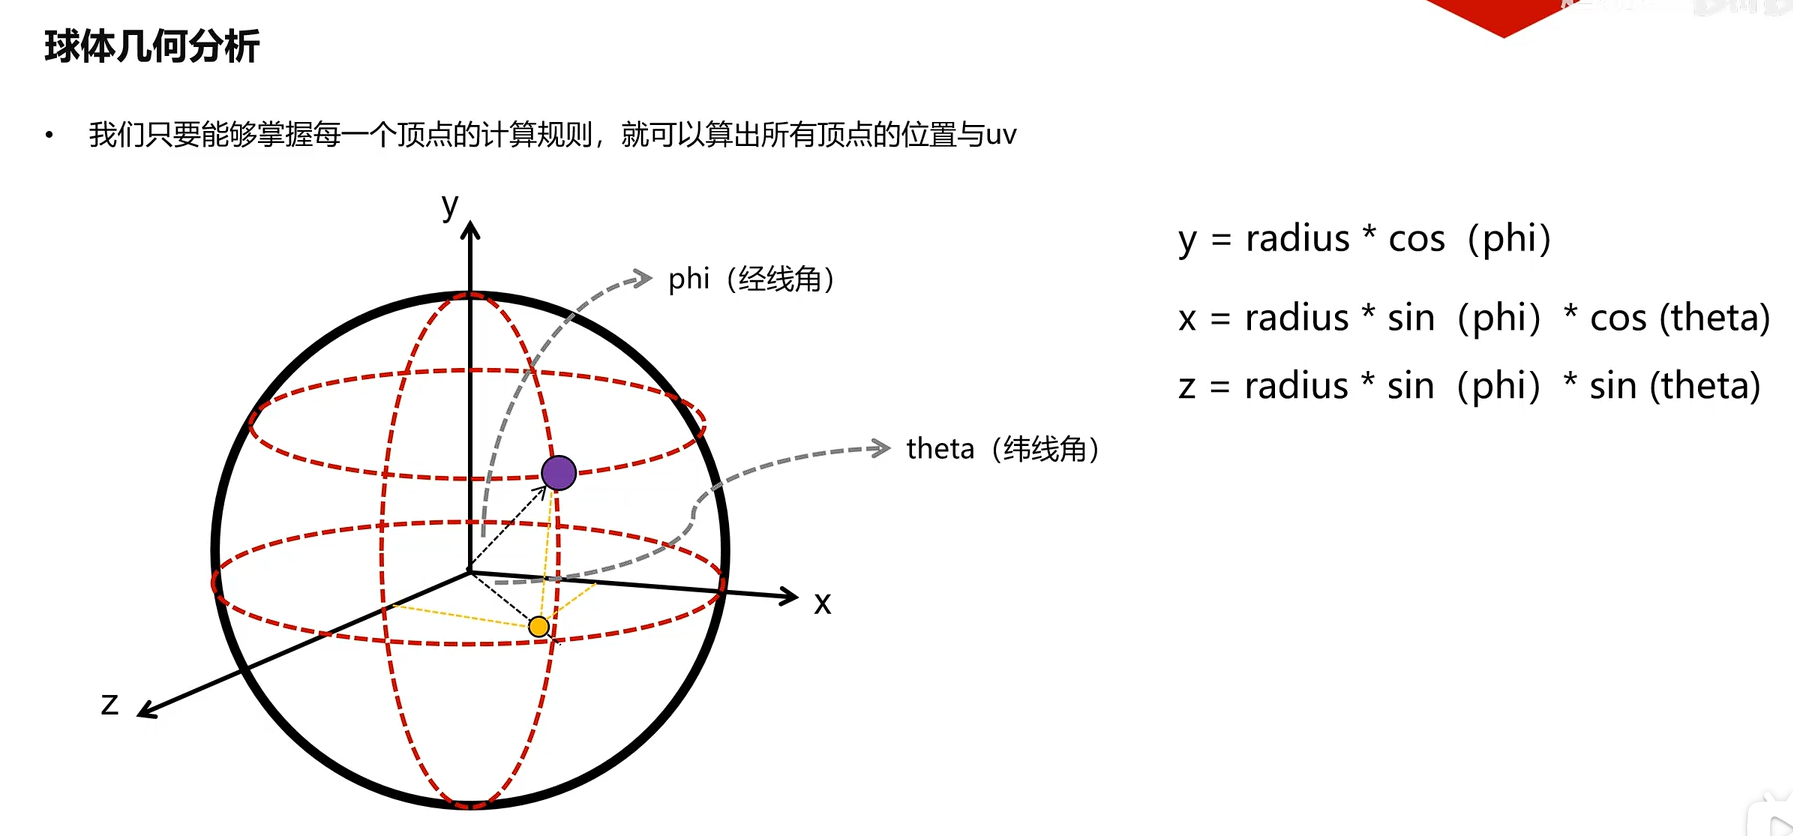 球体几何分析
• 我们只要能够掌握每一个顶点的计算规则，就可以算出所有顶点的位置与uv
y
y = radius * cos（phi）
phi（经线角）
x = radius * sin（phi）* cos (theta)
z = radius * sin（phi）* sin (theta)
theta（纬线角）
x
z